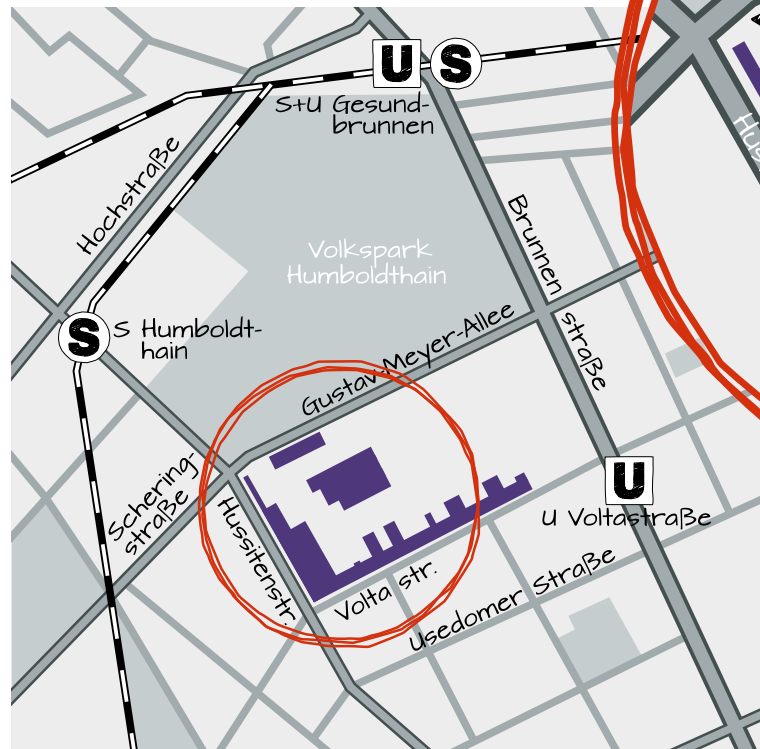 U S
S+U Gesund-
brunnen
Hochstraße
Volkspark
Humboldthain
Brunnen
straße
S
S Humboldt-
hain
Gustav-Meyer-Allee
Schering-
straße
Hussitenstr.
U
U Voltastraße
Volta str.
Usedomer Straße